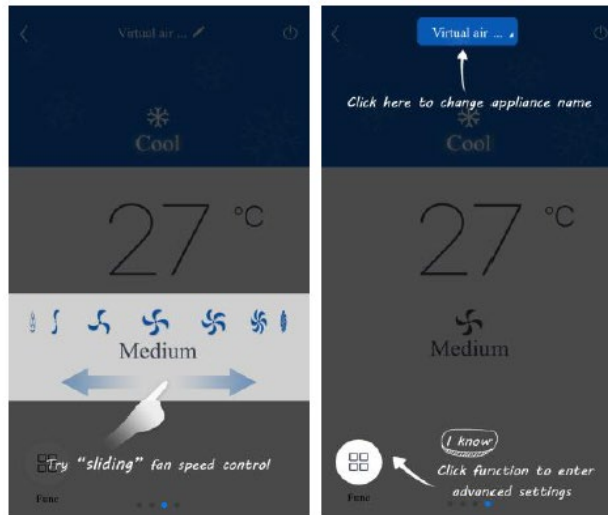 Virtual air ...
Cool
27 °C
Medium
Try "sliding" fan speed control
Func
Virtual air ...
Click here to change appliance name
Cool
27 °C
Medium
I know
Click function to enter
advanced settings
Func